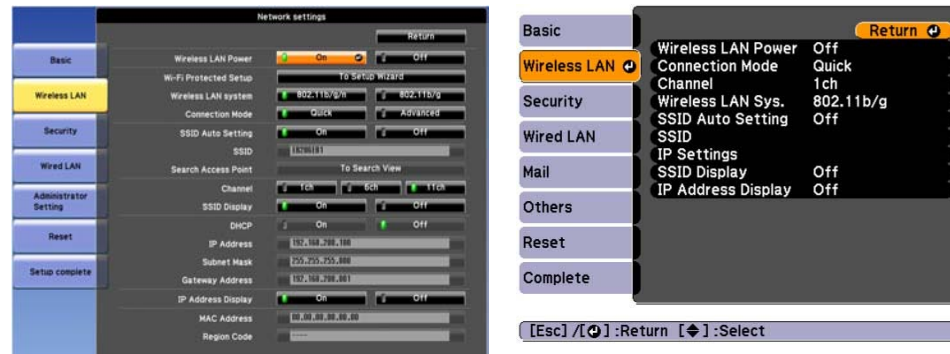 Network settings
Return
Basic
Wireless LAN
Security
Wired LAN
Administrator
Setting
Reset
Setup complete
Wireless LAN Power On Off
Wi-Fi Protected Setup To Setup Wizard
Wireless LAN system 802.11b/g/n 802.11b/g
Connection Mode Quick Advanced
SSID Auto Setting On Off
SSID
Search Access Point To Search View
Channel 1ch 6ch 11ch
SSID Display On Off
DHCP On Off
IP Address 192.168.200.100
Subnet Mask 255.255.255.000
Gateway Address 192.168.200.001
IP Address Display On Off
MAC Address 00.00.00.00.00.00
Region Code ----
Basic
Wireless LAN
Security
Wired LAN
Mail
Others
Reset
Complete
Return
Wireless LAN Power Off
Connection Mode Quick
Channel 1ch
Wireless LAN Sys. 802.11b/g
SSID Auto Setting Off
SSID
IP Settings
SSID Display Off
IP Address Display Off
[Esc] /[ ] :Return [ ] :Select